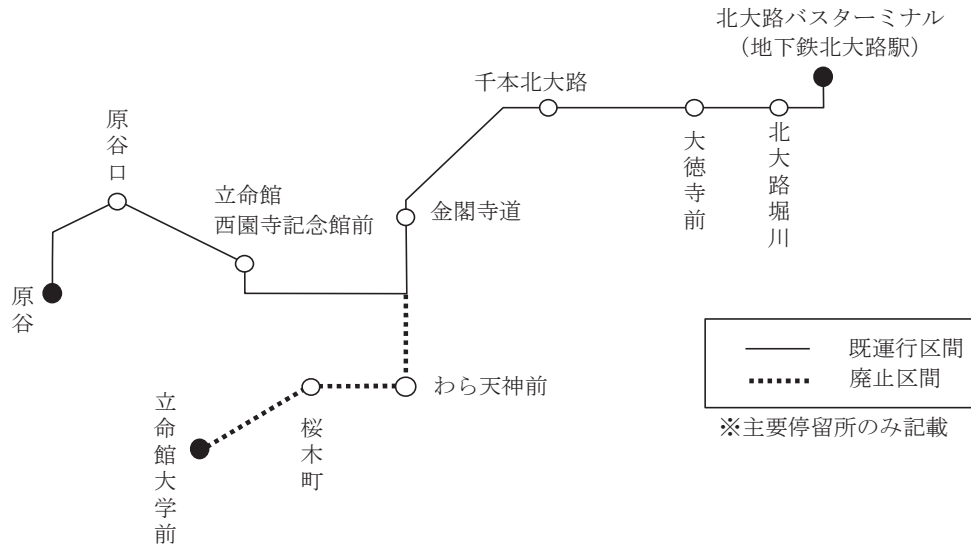 北大路バスターミナル
（地下鉄北大路駅）
千本北大路
原谷口
大徳寺前
北大路堀川
立命館
西園寺記念館前
金閣寺道
原谷
既運行区間
廃止区間
わら天神前
立命館大学前
桜木町
※主要停留所のみ記載